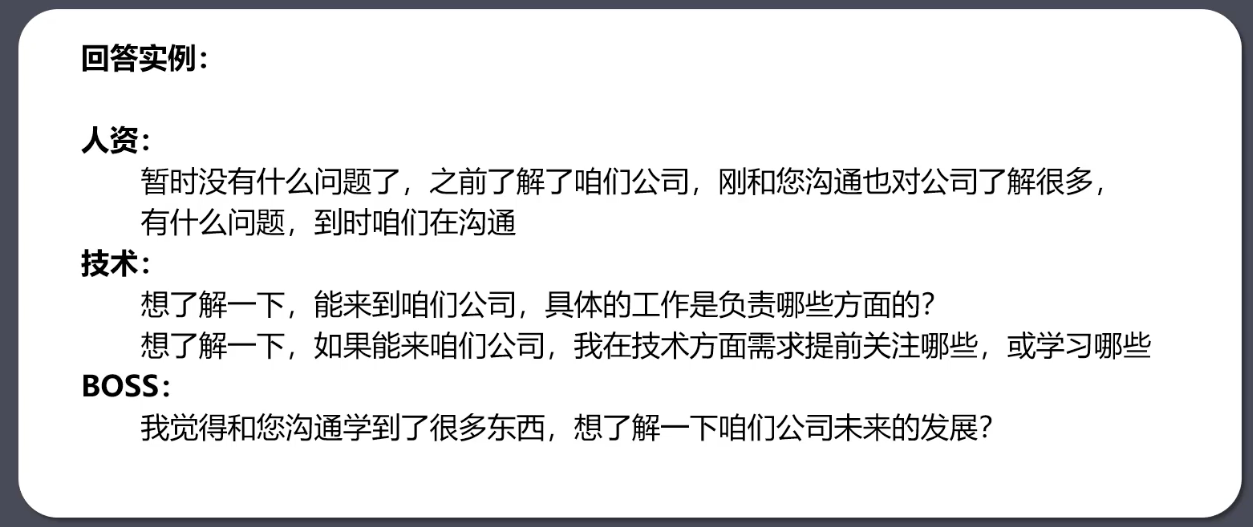 回答实例：
人资：
暂时没有什么问题了，之前了解了咱们公司，刚和您沟通也对公司了解很多，
有什么问题，到时咱们在沟通
技术：
想了解一下，能来到咱们公司，具体的工作是负责哪些方面的？
想了解一下，如果能来咱们公司，我在技术方面需求提前关注哪些，或学习哪些
BOSS：
我觉得和您沟通学到了很多东西，想了解一下咱们公司未来的发展？